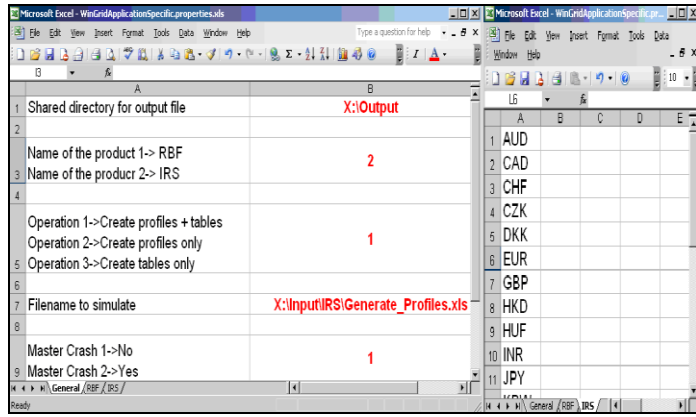 Microsoft Excel - WinGridApplicationSpecific.properties.xls
File Edit View Insert Format Tools Data Window Help
Type a question for help
I A
fx
A B
1 Shared directory for output file X:\Output
2
Name of the product 1-> RBF
3 Name of the producr 2-> IRS 2
4
Operation 1->Create profiles + tables
Operation 2->Create profiles only 1
5 Operation 3->Create tables only
6
7 Filename to simulate X:\Input\IRS\Generate_Profiles.xls
8
Master Crash 1->No
9 Master Crash 2->Yes 1
General / RBF / IRS /
Ready
Microsoft Excel - WinGridApplicationSpecific.pr...
File Edit View Insert Format Tools Data
Window Help
10
L6 fx
A B C D E
1 AUD
2 CAD
3 CHF
4 CZK
5 DKK
6 EUR
7 GBP
8 HKD
9 HUF
10 INR
11 JPY
General / RBF / IRS /